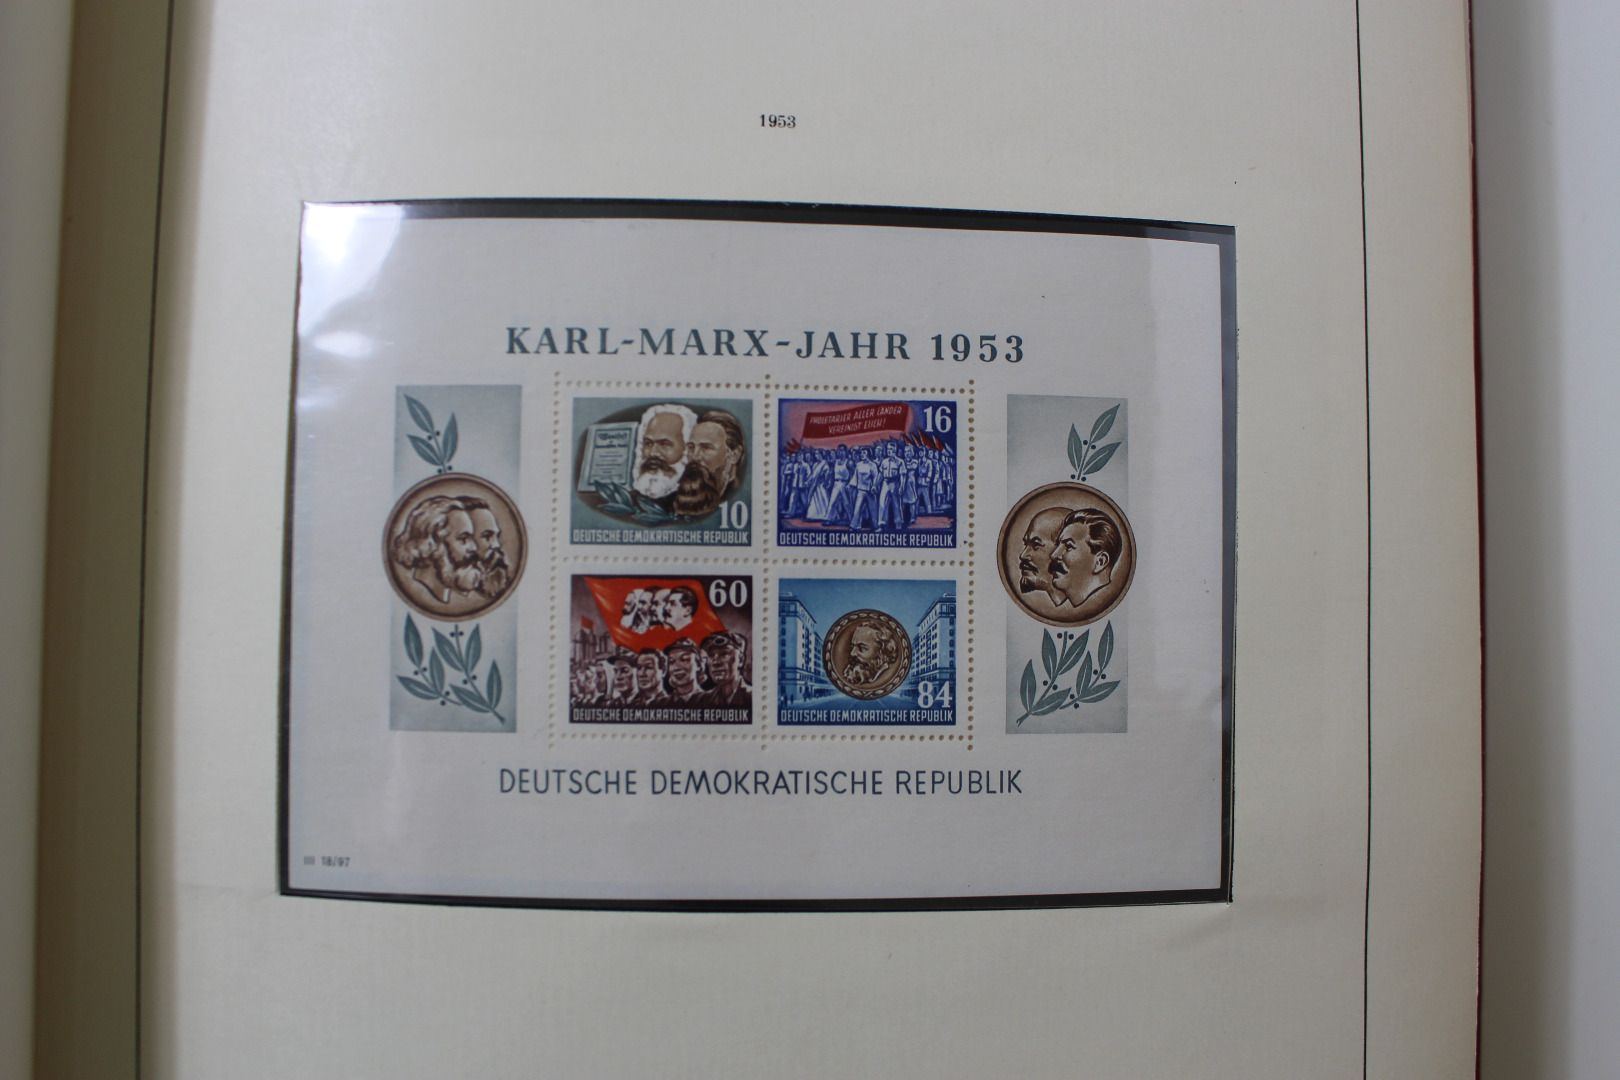 1953
KARL-MARX-JAHR 1953
10
DEUTSCHE DEMOKRATISCHE REPUBLIK
PROLETARIER ALLER LÄNDER
VEREINIGT EUCH!
16
DEUTSCHE DEMOKRATISCHE REPUBLIK
60
DEUTSCHE DEMOKRATISCHE REPUBLIK
84
DEUTSCHE DEMOKRATISCHE REPUBLIK
DEUTSCHE DEMOKRATISCHE REPUBLIK
III 18/97